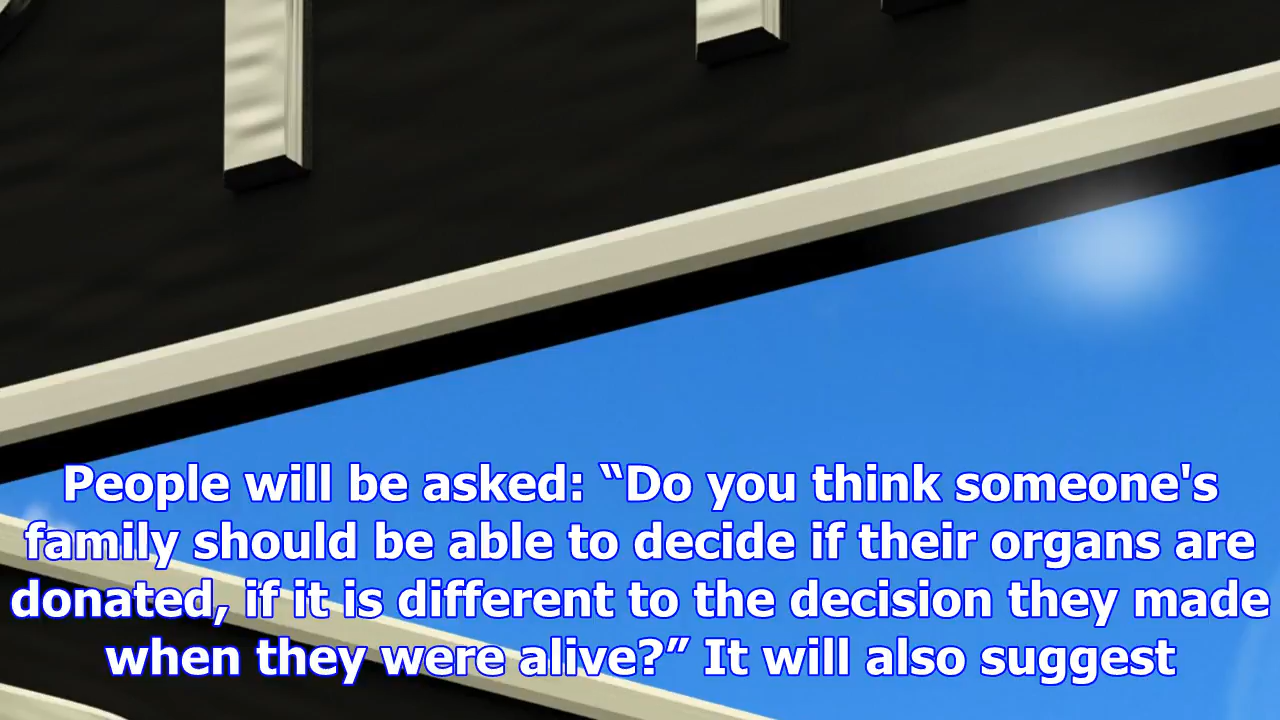 People will be asked: “Do you think someone's
family should be able to decide if their organs are
donated, if it is different to the decision they made
when they were alive?” It will also suggest